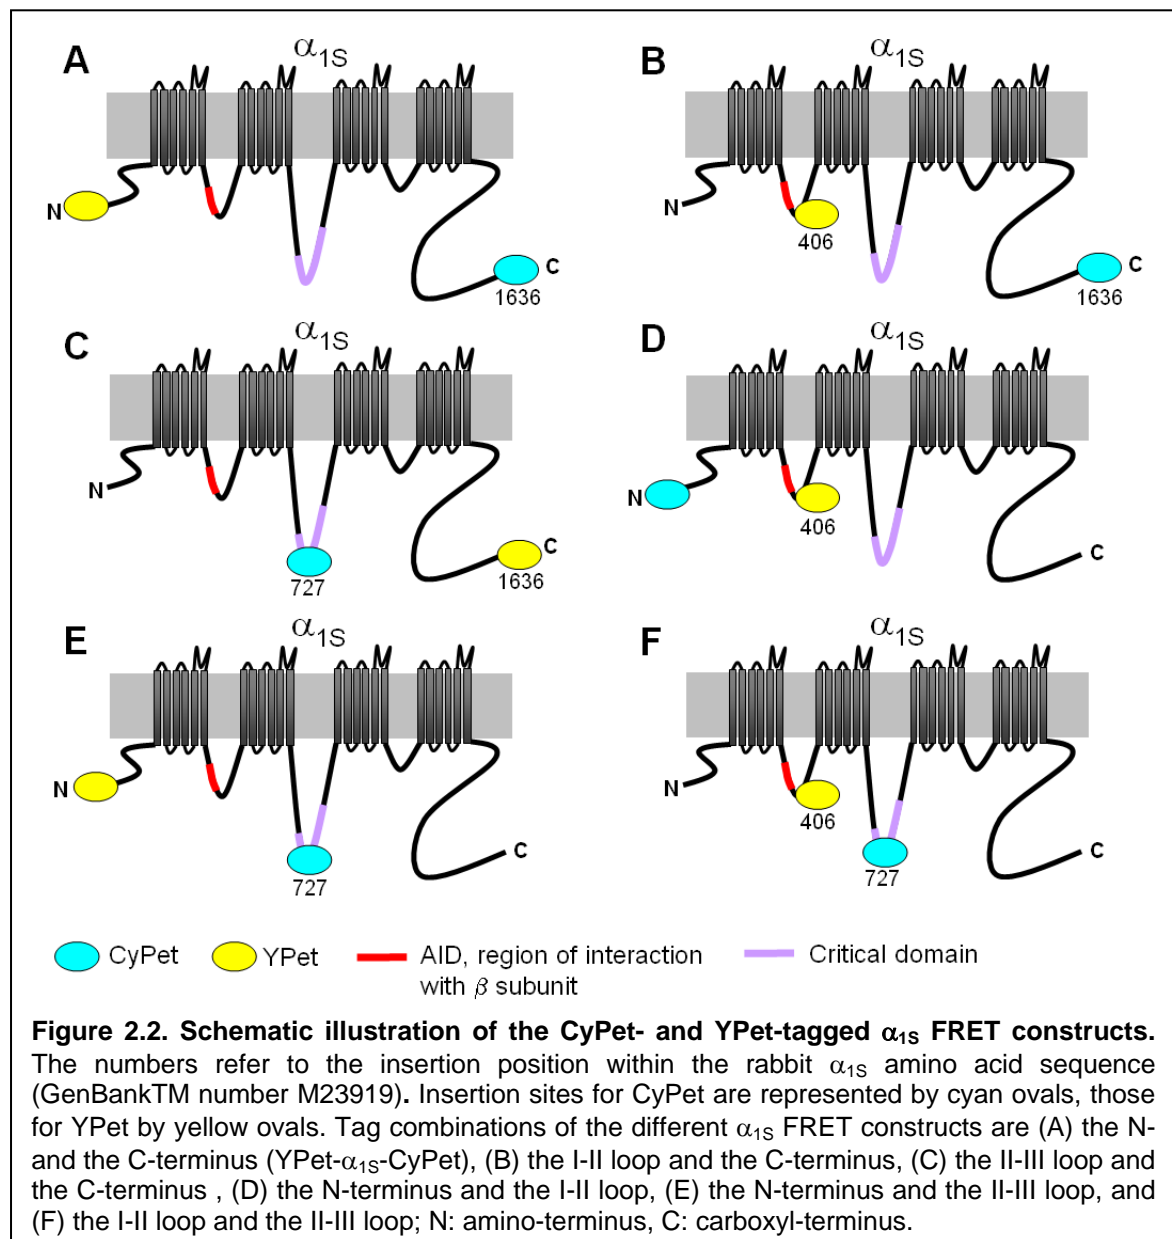 A
α1S
N
C
1636
B
α1S
N
406
C
1636
C
α1S
N
727
C
1636
D
α1S
N
406
C
E
α1S
N
727
C
F
α1S
N
406
727
C
CyPet
YPet
AID, region of interaction
with β subunit
Critical domain
Figure 2.2. Schematic illustration of the CyPet- and YPet-tagged α1S FRET constructs.
The numbers refer to the insertion position within the rabbit α1S amino acid sequence
(GenBankTM number M23919). Insertion sites for CyPet are represented by cyan ovals, those
for YPet by yellow ovals. Tag combinations of the different α1S FRET constructs are (A) the N-
and the C-terminus (YPet-α1S-CyPet), (B) the I-II loop and the C-terminus, (C) the II-III loop and
the C-terminus , (D) the N-terminus and the I-II loop, (E) the N-terminus and the II-III loop, and
(F) the I-II loop and the II-III loop; N: amino-terminus, C: carboxyl-terminus.